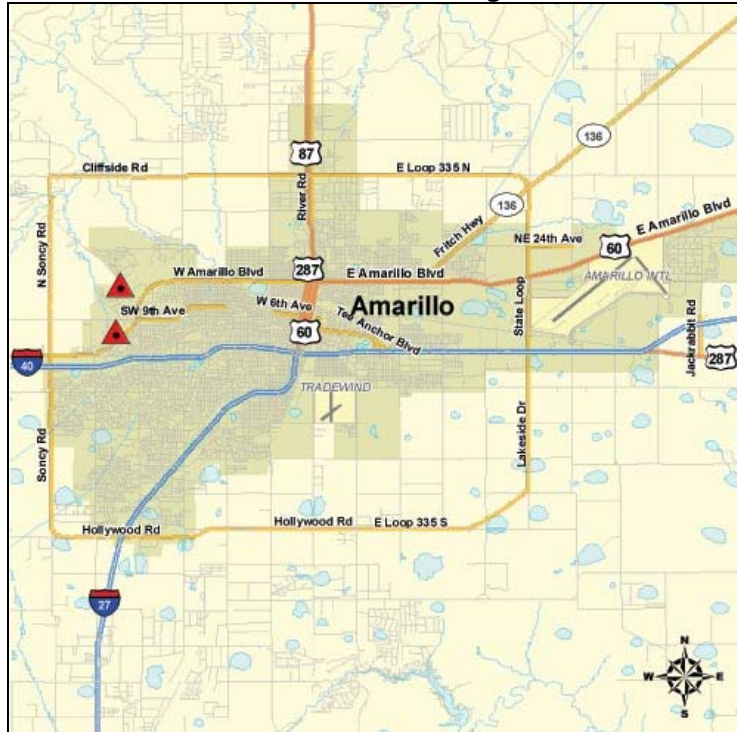 87
136
Cliffside Rd
E Loop 335 N
River Rd
136
Fritch Hwy
E Amarillo Blvd
NE 24th Ave
60
N Soncy Rd
AMARILLO INTL
W Amarillo Blvd
287
E Amarillo Blvd
SW 9th Ave
W 6th Ave
Amarillo
State Loop
60
Tee Anchor Blvd
Jackrabbit Rd
40
287
TRADEWIND
Soncy Rd
Lakeside Dr
Hollywood Rd
Hollywood Rd
E Loop 335 S
27
N
W
E
S